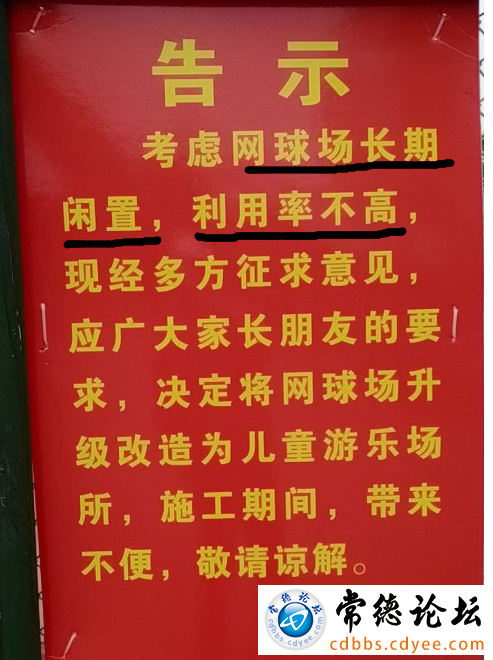 告示
考虑网球场长期
闲置，利用率不高，
现经多方征求意见，
应广大家长朋友的要
求，决定将网球场升
级改造为儿童游乐场
所，施工期间，带来
不便，敬请谅解。
常德论坛
cdbbs.cdyee.com